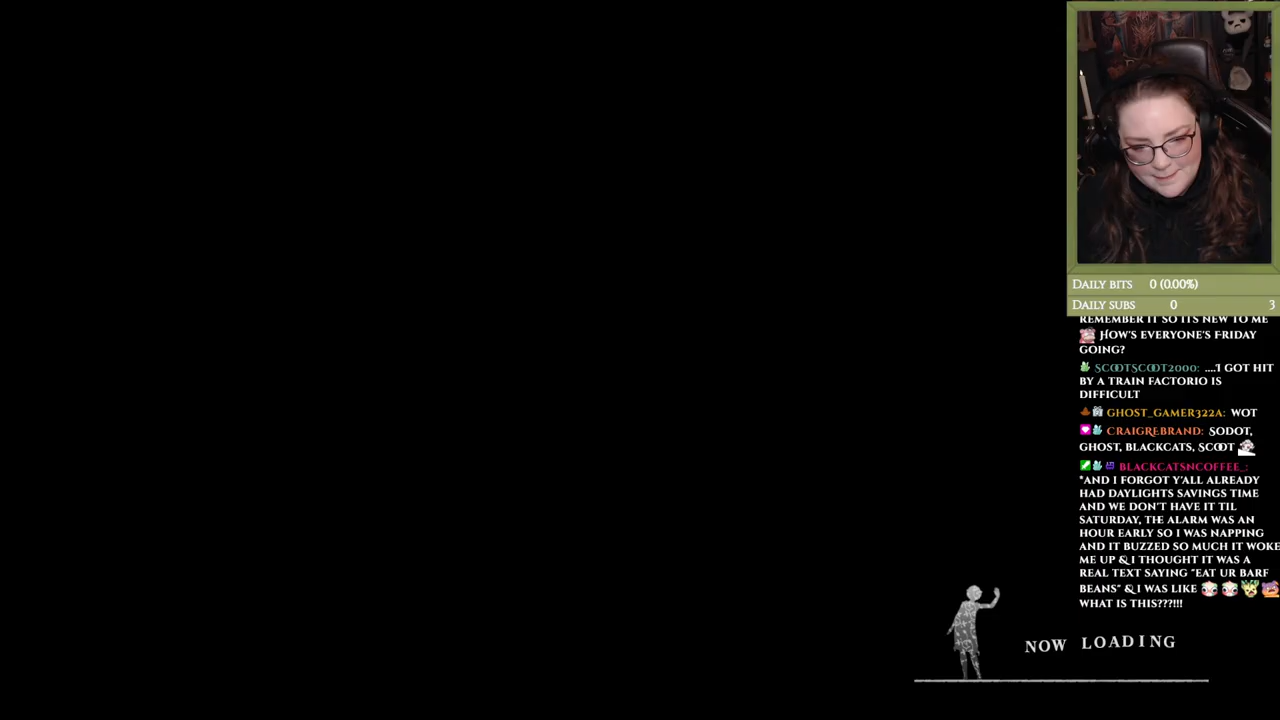 DAILY BITS 0 (0.00%)
DAILY SUBS 0 3
REMEMBER IT SO ITS NEW TO ME
HOW'S EVERYONE'S FRIDAY
GOING?
SCOOTSCOOT2000: ....'I GOT HIT
BY A TRAIN FACTORIO IS
DIFFICULT
GHOST_GAMER322A: WOT
CRAIGREBRAND: SODOT,
GHOST, BLACKCATS, SCOOT
BLACKCATSNCOFFEE_:
*AND I FORGOT Y'ALL ALREADY
HAD DAYLIGHTS SAVINGS TIME
AND WE DON'T HAVE IT TIL
SATURDAY, THE ALARM WAS AN
HOUR EARLY SO I WAS NAPPING
AND IT BUZZED SO MUCH IT WOKE
ME UP & I THOUGHT IT WAS A
REAL TEXT SAYING "EAT UR BARF
BEANS" & I WAS LIKE
WHAT IS THIS???!!!
NOW LOADING